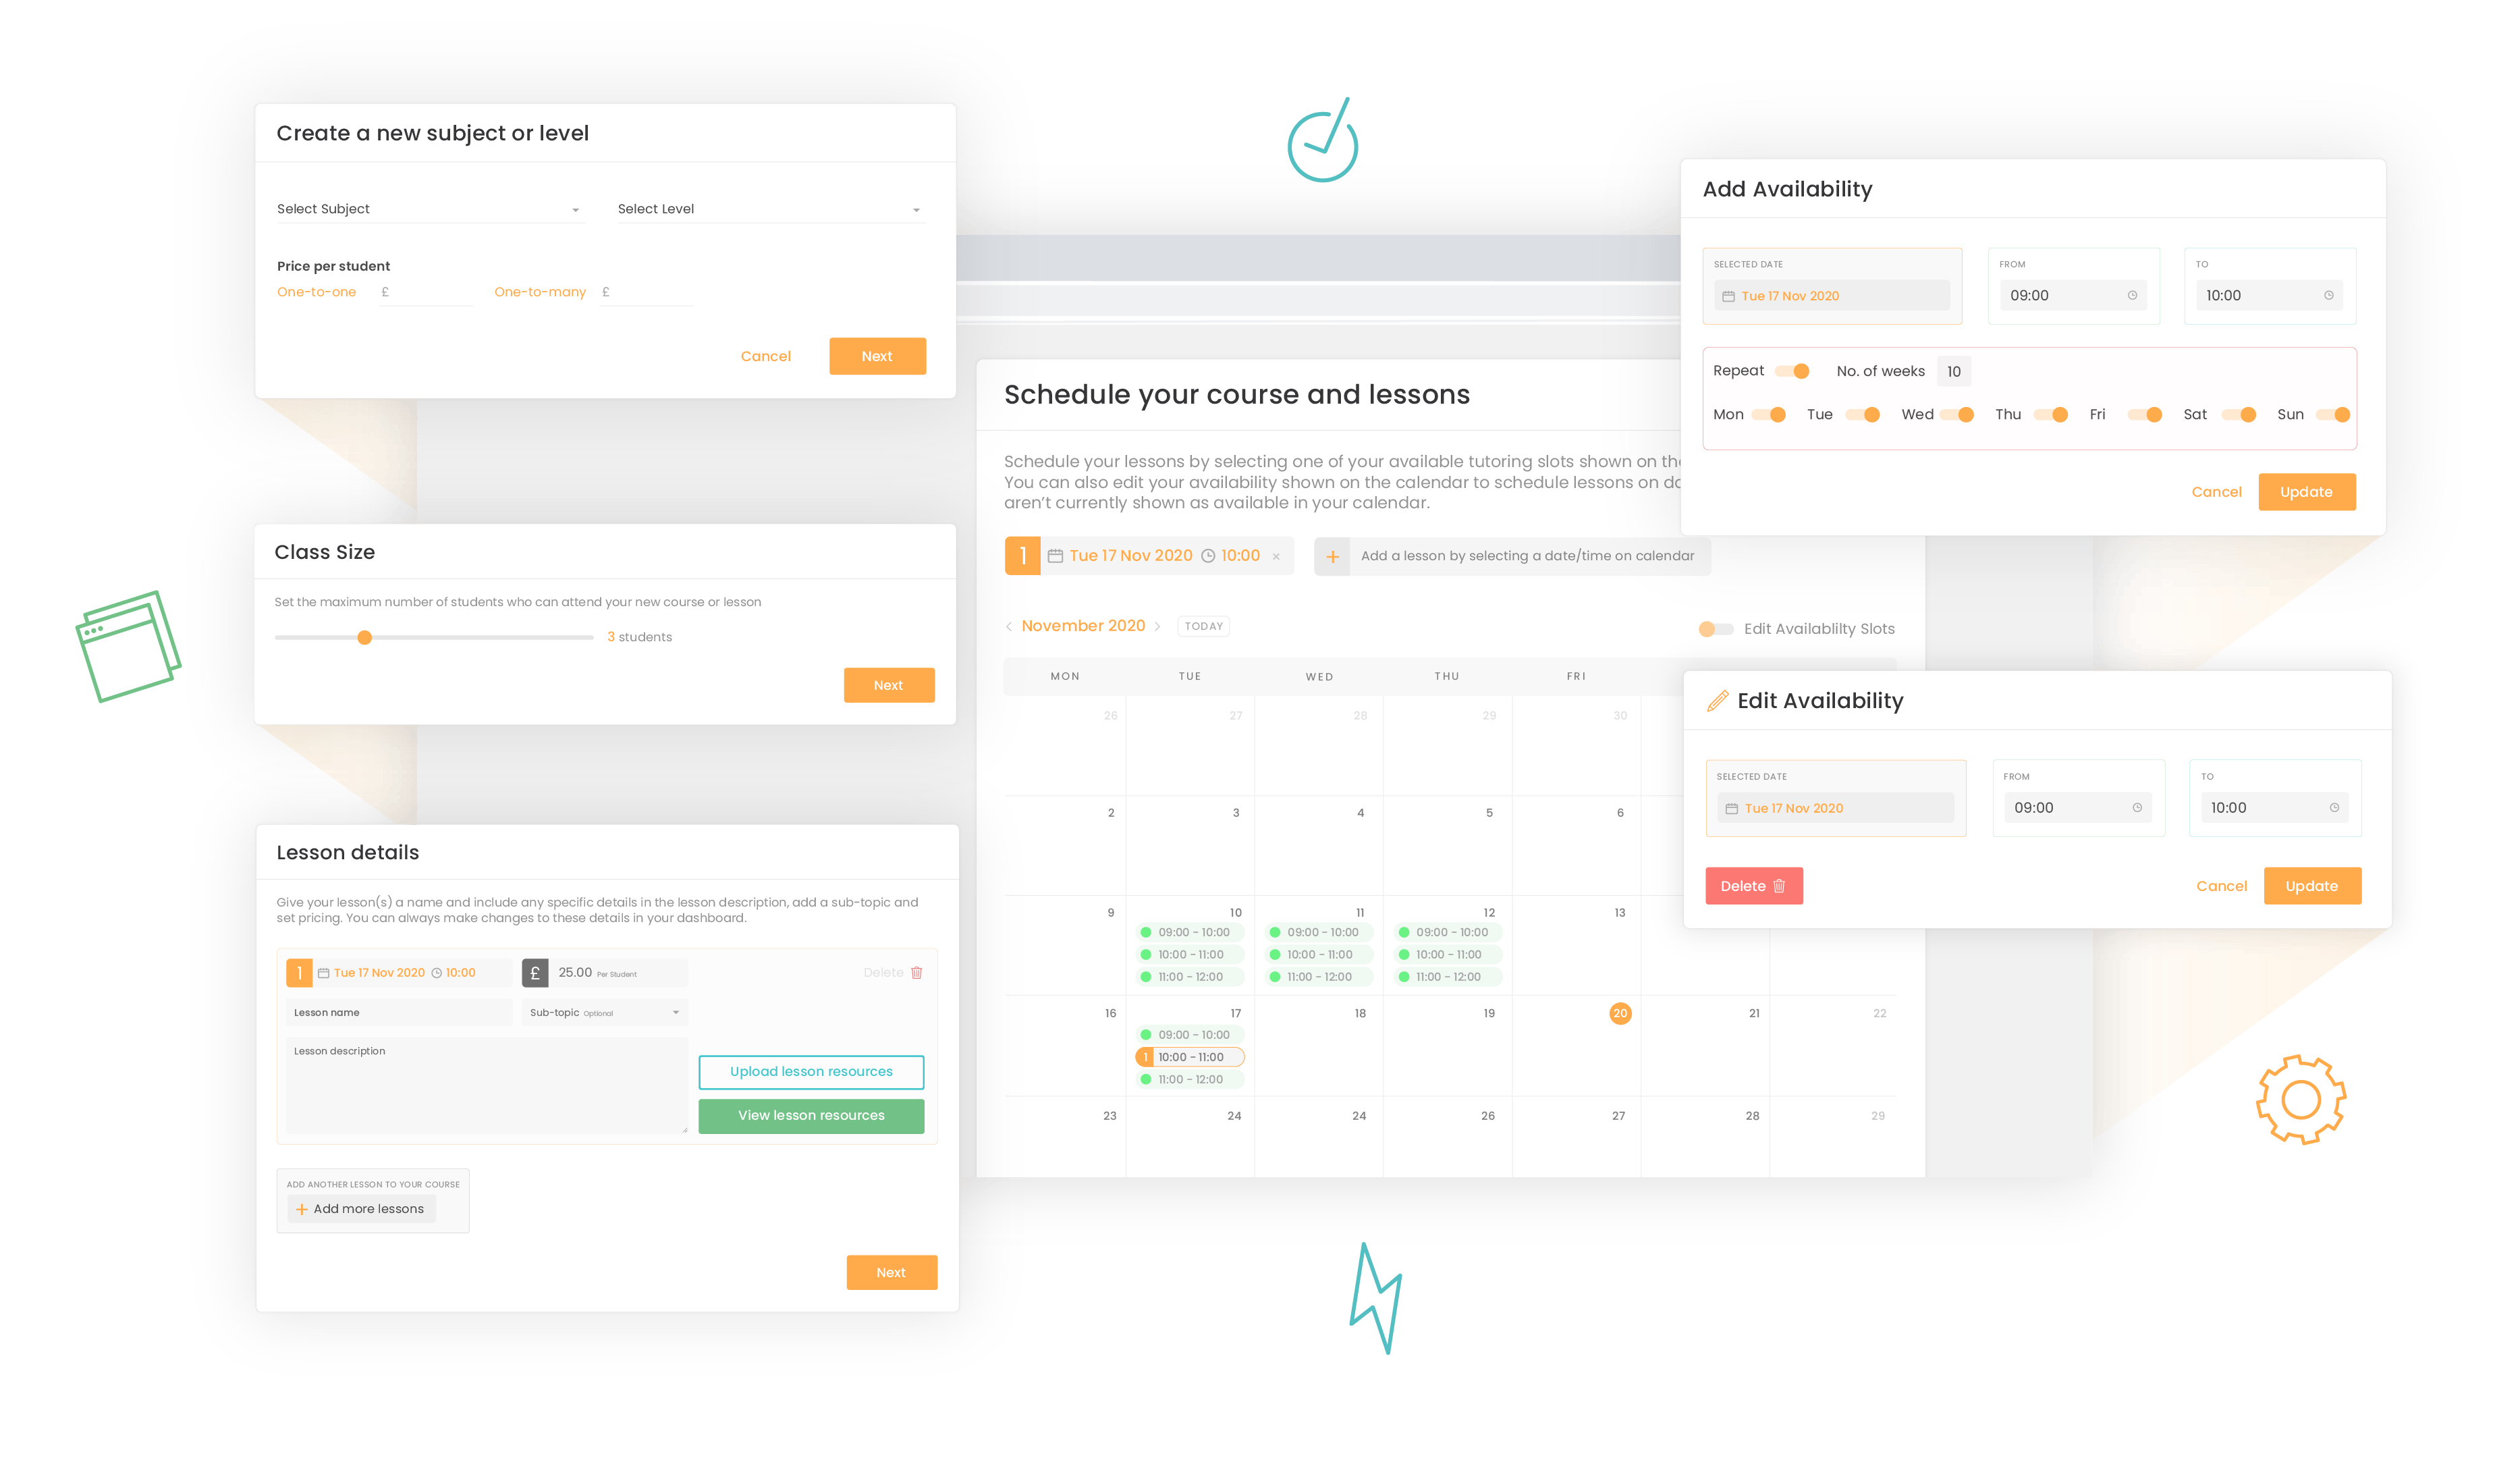 Create a new subject or level
Select Subject
Select Level
Price per student
One-to-one £
One-to-many £
Cancel
Next
Class Size
Set the maximum number of students who can attend your new course or lesson
3 students
Next
Lesson details
Give your lesson(s) a name and include any specific details in the lesson description, add a sub-topic and
set pricing. You can always make changes to these details in your dashboard.
1 Tue 17 Nov 2020 10:00
£ 25.00 Per Student
Delete
Lesson name
Sub-topic Optional
Lesson description
Upload lesson resources
View lesson resources
ADD ANOTHER LESSON TO YOUR COURSE
+ Add more lessons
Next
Schedule your course and lessons
Schedule your lessons by selecting one of your available tutoring slots shown on
You can also edit your availability shown on the calendar to schedule lessons on
aren't currently shown as available in your calendar.
1 Tue 17 Nov 2020 10:00 ×
+ Add a lesson by selecting a date/time on calendar
< November 2020 >
TODAY
Edit Availablilty Slots
MON TUE WED THU FRI
26 27 28 29 30
2 3 4 5 6
9 10 11 12 13
09:00 - 10:00 09:00 - 10:00 09:00 - 10:00
10:00 - 11:00 10:00 - 11:00 10:00 - 11:00
11:00 - 12:00 11:00 - 12:00 11:00 - 12:00
16 17 18 19 20 21 22
09:00 - 10:00
1 10:00 - 11:00
11:00 - 12:00
23 24 24 26 27 28 29
Add Availability
SELECTED DATE
Tue 17 Nov 2020
FROM
09:00
TO
10:00
Repeat
No. of weeks 10
Mon Tue Wed Thu Fri Sat Sun
Cancel
Update
Edit Availability
SELECTED DATE
Tue 17 Nov 2020
FROM
09:00
TO
10:00
Delete
Cancel
Update